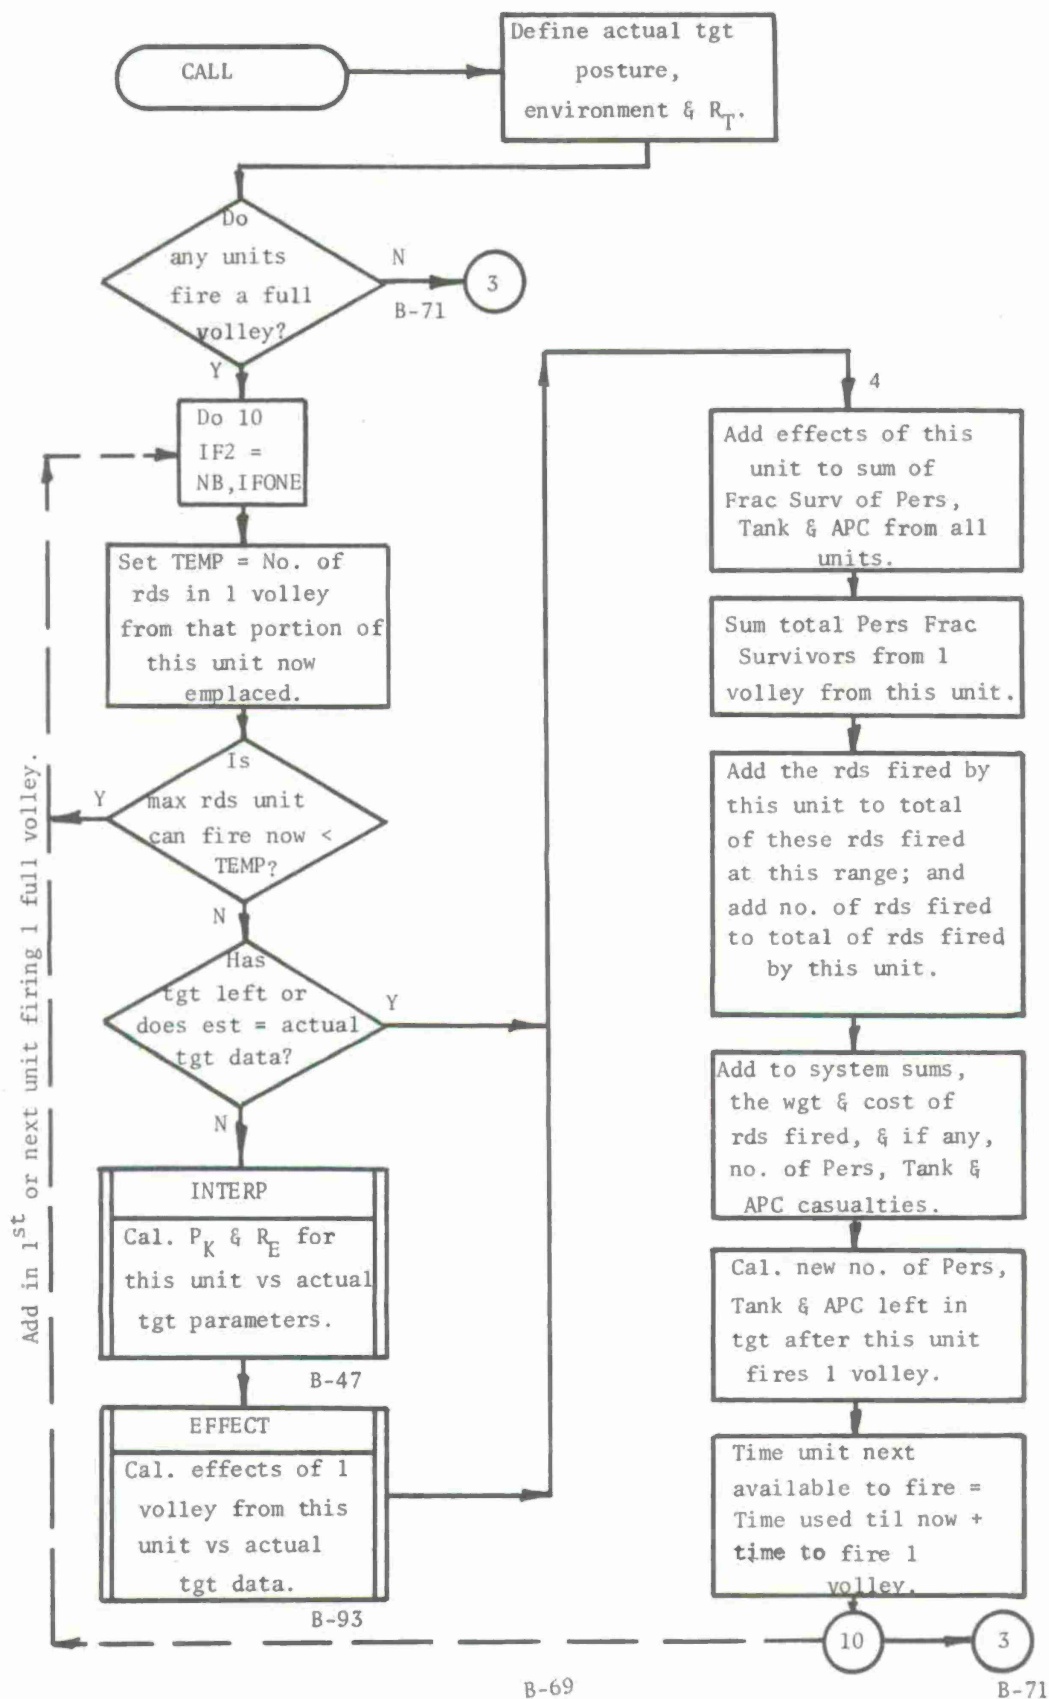 CALL
Define actual tgt
posture,
environment & R_T.
Do
any units
fire a full
volley?
N
B-71
3
Y
Do 10
IF2 =
NB,IFONE
Set TEMP = No. of
rds in 1 volley
from that portion of
this unit now
emplaced.
Is
max rds unit
can fire now <
TEMP?
Y
N
Has
tgt left or
does est = actual
tgt data?
Y
N
INTERP
Cal. P_K & R_E for
this unit vs actual
tgt parameters.
B-47
EFFECT
Cal. effects of 1
volley from this
unit vs actual
tgt data.
B-93
Add in 1st or next unit firing 1 full volley.
4
Add effects of this
unit to sum of
Frac Surv of Pers,
Tank & APC from all
units.
Sum total Pers Frac
Survivors from 1
volley from this unit.
Add the rds fired by
this unit to total
of these rds fired
at this range; and
add no. of rds fired
to total of rds fired
by this unit.
Add to system sums,
the wgt & cost of
rds fired, & if any,
no. of Pers, Tank &
APC casualties.
Cal. new no. of Pers,
Tank & APC left in
tgt after this unit
fires 1 volley.
Time unit next
available to fire =
Time used til now +
time to fire 1
volley.
10
3
B-69
B-71